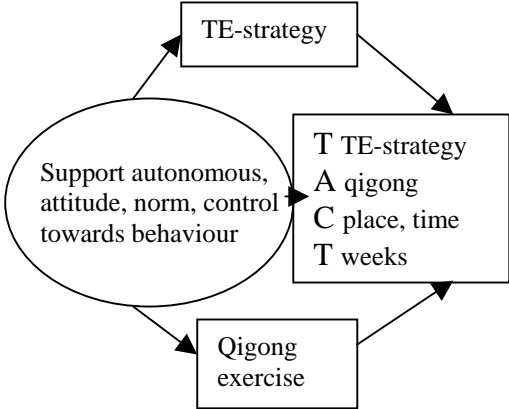 TE-strategy
Support autonomous,
attitude, norm, control
towards behaviour
T TE-strategy
A qigong
C place, time
T weeks
Qigong
exercise